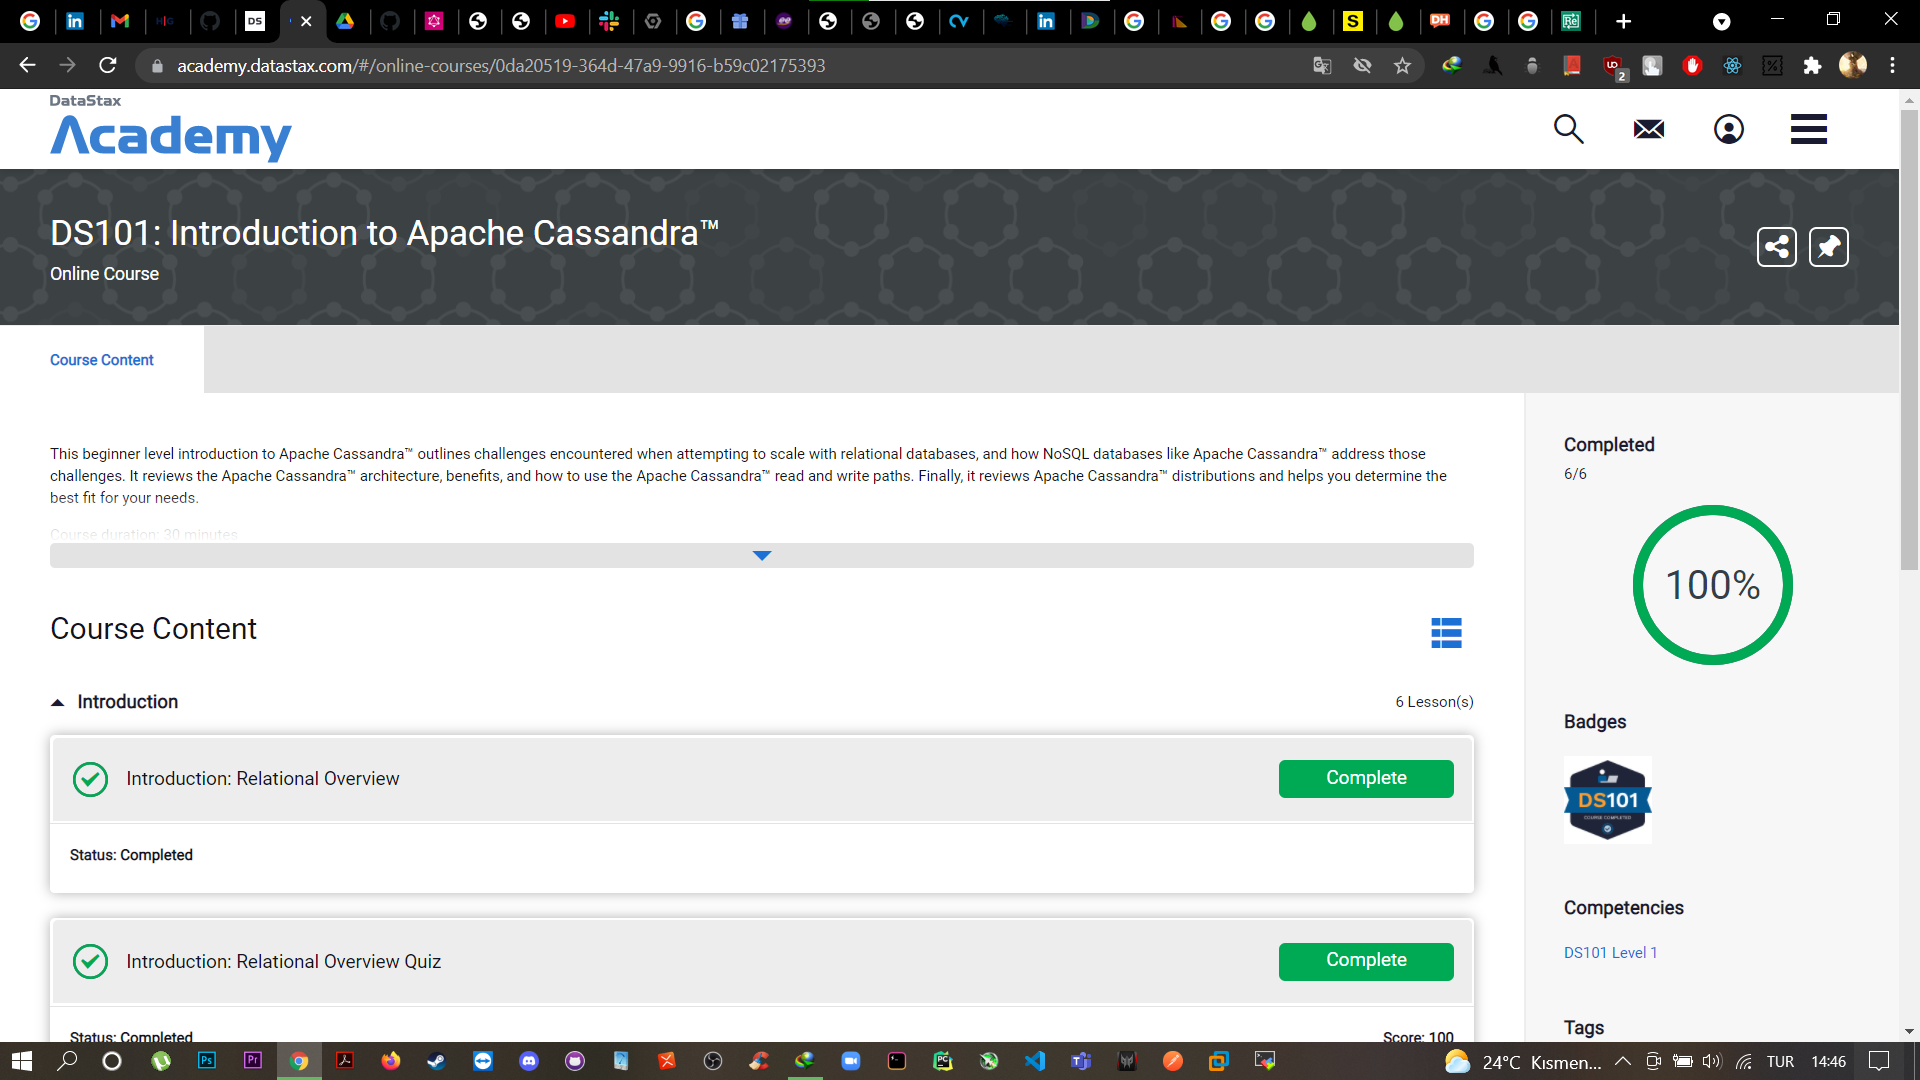 academy.datastax.com/#/online-courses/0da20519-364d-47a9-9916-b59c02175393
2
DataStax
Academy
DS101: Introduction to Apache Cassandra™
Online Course
Course Content
This beginner level introduction to Apache Cassandra™ outlines challenges encountered when attempting to scale with relational databases, and how NoSQL databases like Apache Cassandra™ address those
challenges. It reviews the Apache Cassandra™ architecture, benefits, and how to use the Apache Cassandra™ read and write paths. Finally, it reviews Apache Cassandra™ distributions and helps you determine the
best fit for your needs.
Course duration: 30 minutes
Course Content
Introduction
6 Lesson(s)
Introduction: Relational Overview
Complete
Status: Completed
Introduction: Relational Overview Quiz
Complete
Status: Completed
Score: 100
Completed
6/6
100%
Badges
DS101
COURSE COMPLETED
Competencies
DS101 Level 1
Tags
24°C Kısmen...
TUR
14:46